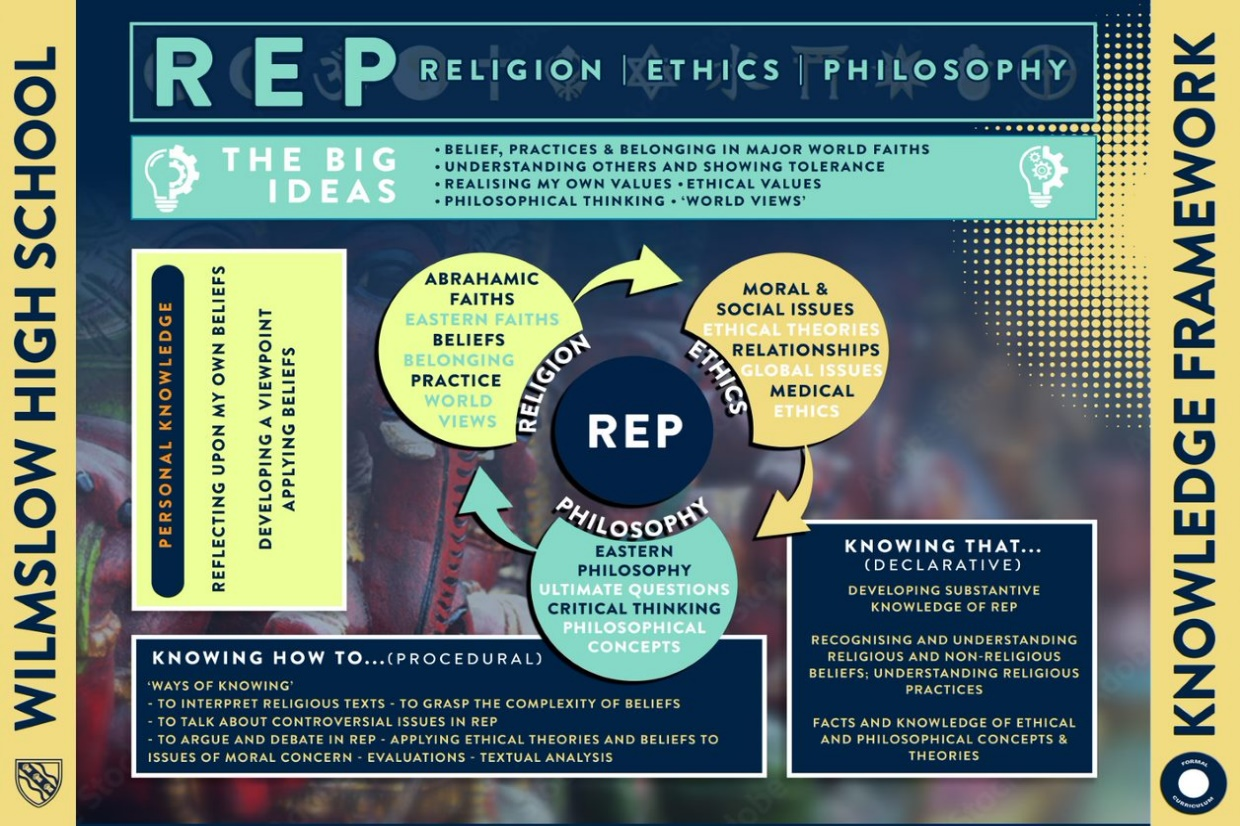 WILMSLOW HIGH SCHOOL
REP RELIGION | ETHICS | PHILOSOPHY
THE BIG
IDEAS
• BELIEF, PRACTICES & BELONGING IN MAJOR WORLD FAITHS
• UNDERSTANDING OTHERS AND SHOWING TOLERANCE
• REALISING MY OWN VALUES • ETHICAL VALUES
• PHILOSOPHICAL THINKING • ‘WORLD VIEWS’
PERSONAL KNOWLEDGE
REFLECTING UPON MY OWN BELIEFS
DEVELOPING A VIEWPOINT
APPLYING BELIEFS
ABRAHAMIC
FAITHS
EASTERN FAITHS
BELIEFS
BELONGING
PRACTICE
WORLD
VIEWS
RELIGION
MORAL &
SOCIAL ISSUES
ETHICAL THEORIES
RELATIONSHIPS
GLOBAL ISSUES
MEDICAL
ETHICS
ETHICS
REP
PHILOSOPHY
EASTERN
PHILOSOPHY
ULTIMATE QUESTIONS
CRITICAL THINKING
PHILOSOPHICAL
CONCEPTS
KNOWING HOW TO...(PROCEDURAL)
‘WAYS OF KNOWING’
- TO INTERPRET RELIGIOUS TEXTS - TO GRASP THE COMPLEXITY OF BELIEFS
- TO TALK ABOUT CONTROVERSIAL ISSUES IN REP
- TO ARGUE AND DEBATE IN REP - APPLYING ETHICAL THEORIES AND BELIEFS TO
ISSUES OF MORAL CONCERN - EVALUATIONS - TEXTUAL ANALYSIS
KNOWING THAT...
(DECLARATIVE)
DEVELOPING SUBSTANTIVE
KNOWLEDGE OF REP
RECOGNISING AND UNDERSTANDING
RELIGIOUS AND NON-RELIGIOUS
BELIEFS; UNDERSTANDING RELIGIOUS
PRACTICES
FACTS AND KNOWLEDGE OF ETHICAL
AND PHILOSOPHICAL CONCEPTS &
THEORIES
KNOWLEDGE FRAMEWORK
FORMAL
CURRICULUM